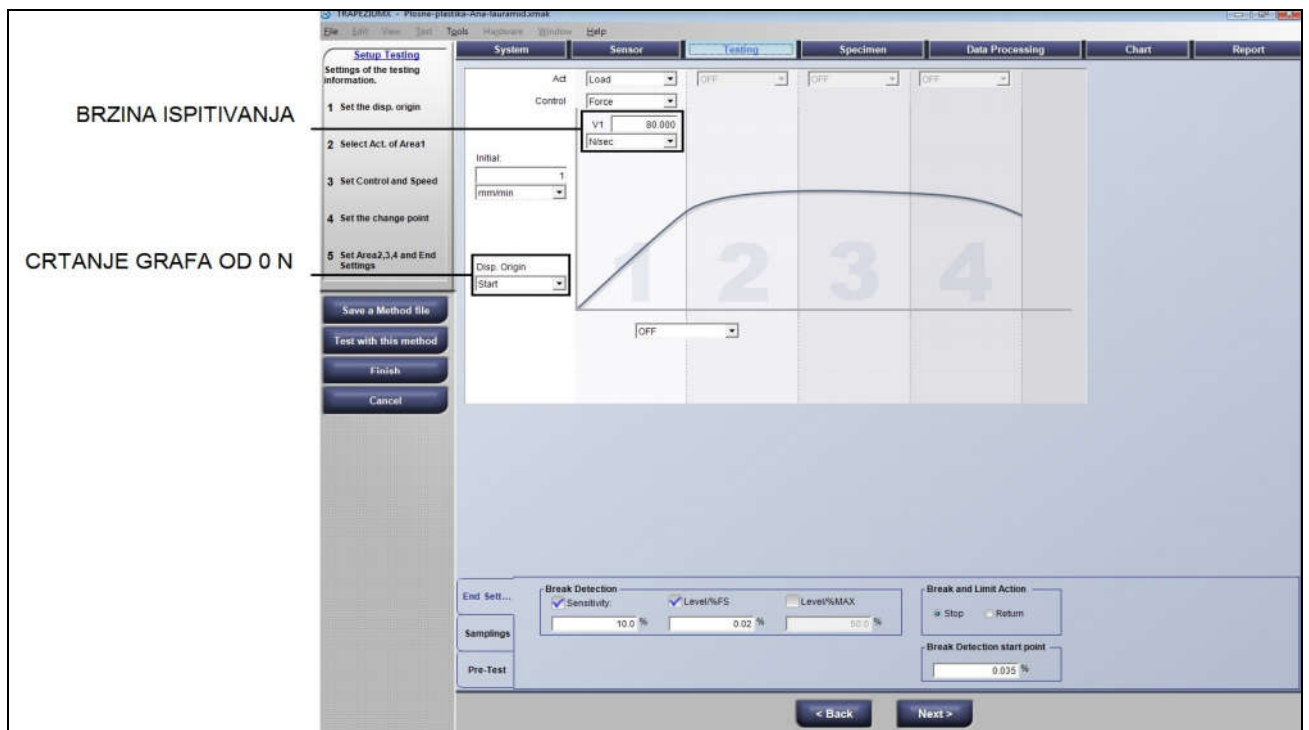 TRAPEZIUMX - Plosne-plastika-Ana-lauramid.xmak
File Edit View Test Tools Hardware Window Help
System Sensor Testing Specimen Data Processing Chart Report
Setup Testing
Settings of the testing
information.
1 Set the disp. origin
2 Select Act. of Area1
3 Set Control and Speed
4 Set the change point
5 Set Area2,3,4 and End
Settings
Save a Method file
Test with this method
Finish
Cancel
BRZINA ISPITIVANJA
CRTANJE GRAFA OD 0 N
Act Load OFF OFF OFF
Control Force
V1 80.000
N/sec
Initial:
1
mm/min
Disp. Origin
Start
1 2 3 4
OFF
End Sett...
Samplings
Pre-Test
Break Detection
Sensitivity: Level/%FS Level/%MAX
10.0 % 0.02 % 50.0 %
Break and Limit Action
Stop Return
Break Detection start point
0.035 %
< Back Next >